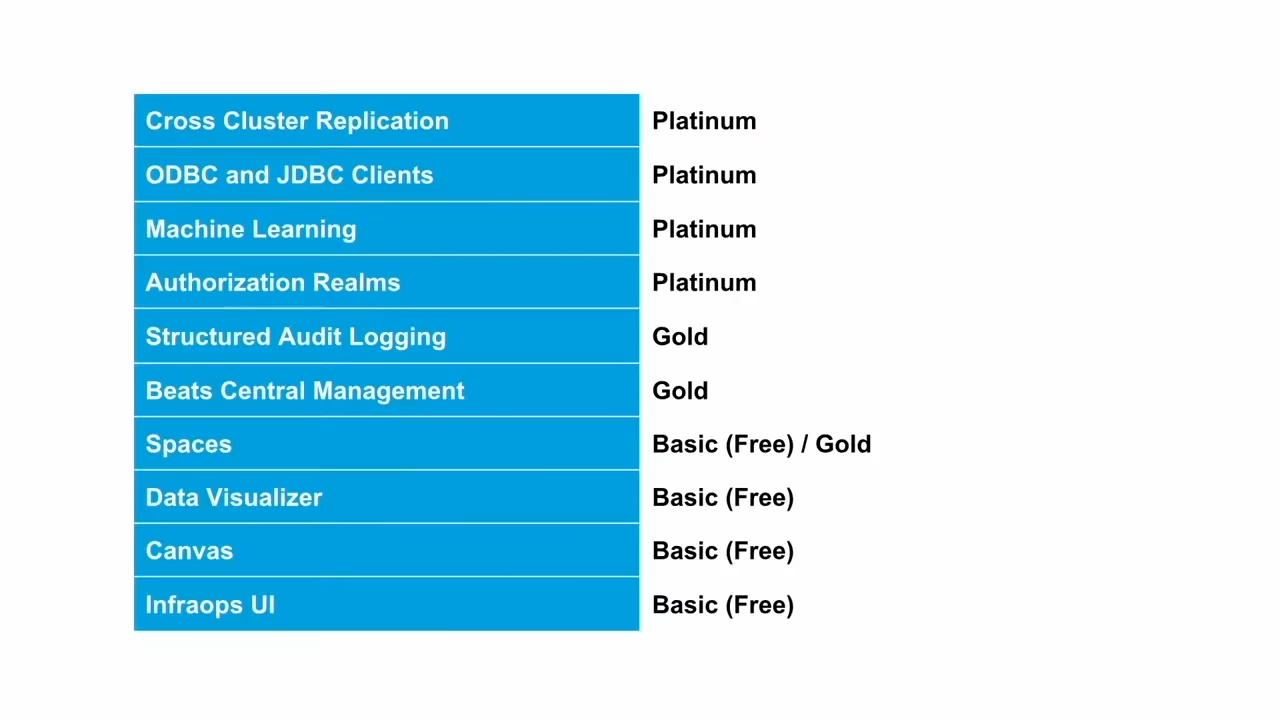 Cross Cluster Replication Platinum
ODBC and JDBC Clients Platinum
Machine Learning Platinum
Authorization Realms Platinum
Structured Audit Logging Gold
Beats Central Management Gold
Spaces Basic (Free) / Gold
Data Visualizer Basic (Free)
Canvas Basic (Free)
Infraops UI Basic (Free)